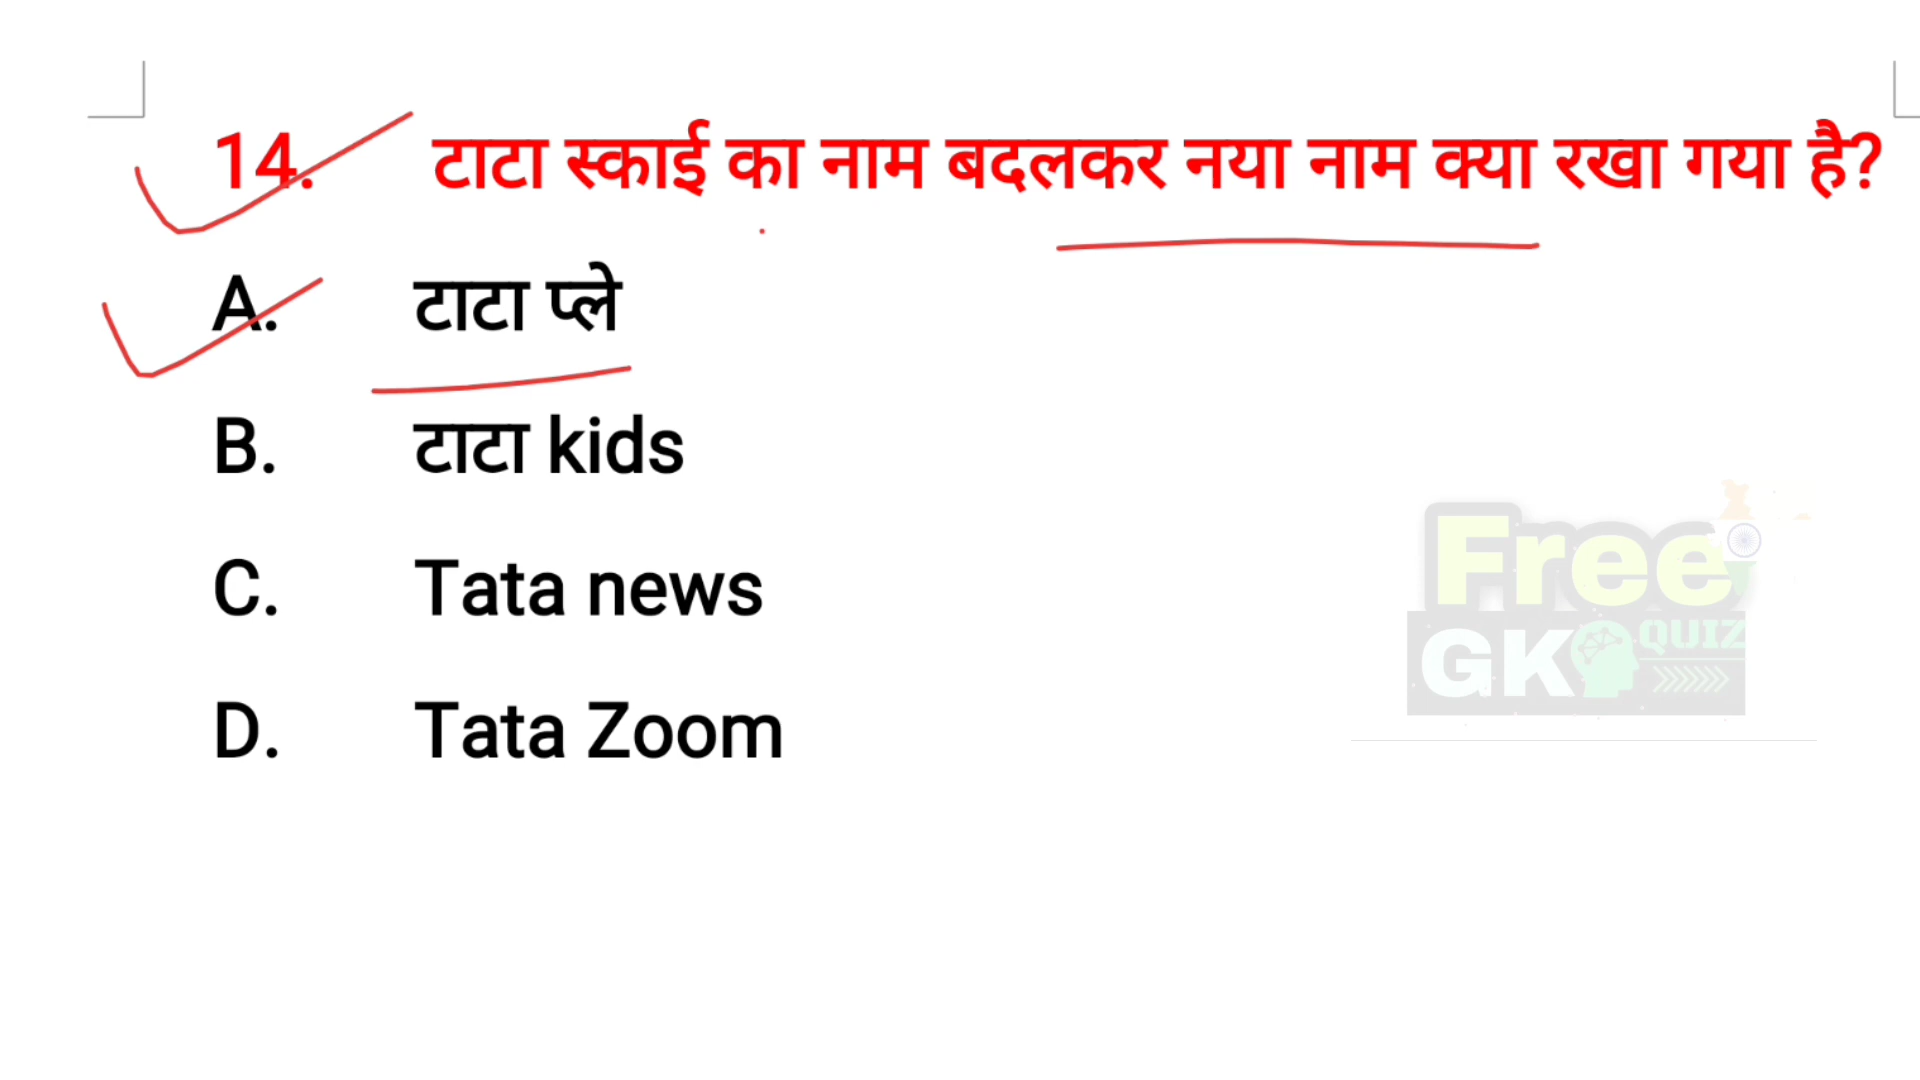 14. टाटा स्काई का नाम बदलकर नया नाम क्या रखा गया है?
A. टाटा प्ले
B. टाटा kids
C. Tata news
D. Tata Zoom
Free
GK QUIZ